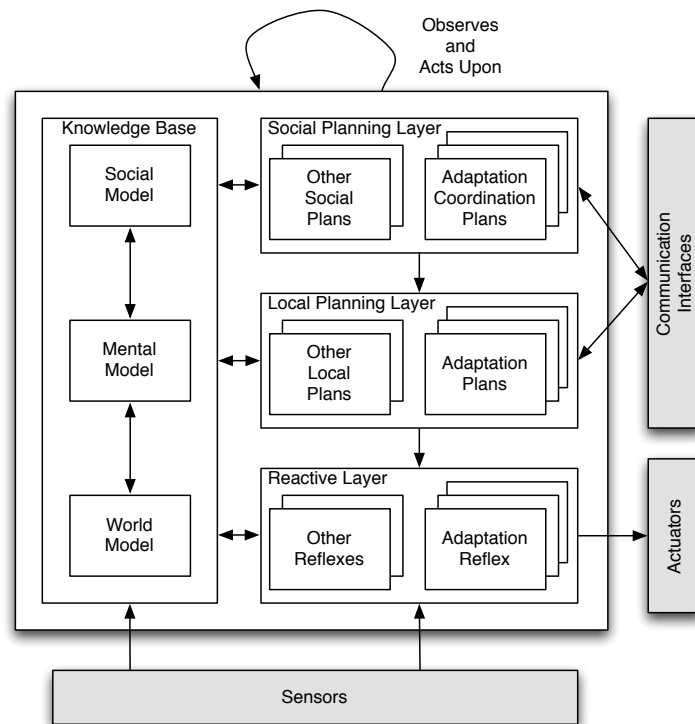 Observes
and
Acts Upon
Knowledge Base
Social
Model
Mental
Model
World
Model
Social Planning Layer
Other
Social
Plans
Adaptation
Coordination
Plans
Local Planning Layer
Other
Local
Plans
Adaptation
Plans
Reactive Layer
Other
Reflexes
Adaptation
Reflex
Communication
Interfaces
Actuators
Sensors